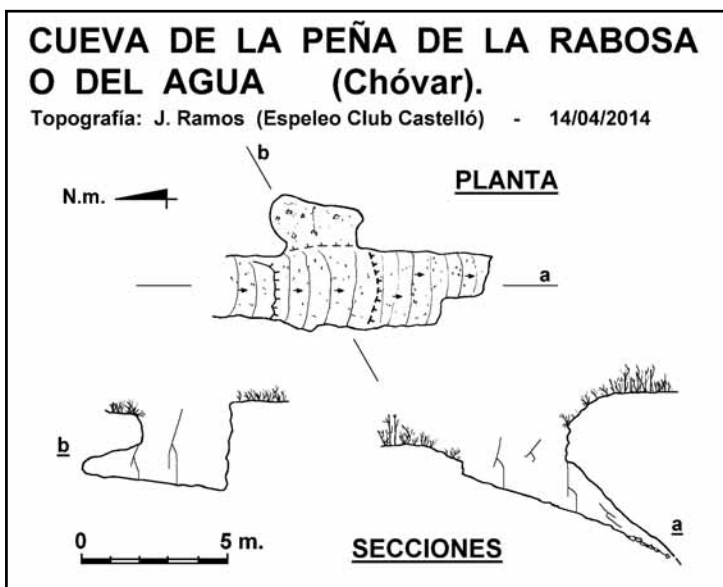 CUEVA DE LA PEÑA DE LA RABOSA
O DEL AGUA (Chóvar).
Topografía: J. Ramos (Espeleo Club Castelló) - 14/04/2014
b
PLANTA
N.m.
a
b
a
0 5 m.
SECCIONES